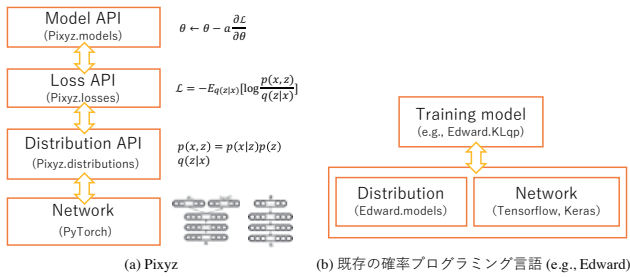 Model API
(Pixyz.models)
θ ← θ − a ∂ℒ/∂θ
Loss API
(Pixyz.losses)
ℒ = −E_{q(z|x)}[log p(x,z)/q(z|x)]
Distribution API
(Pixyz.distributions)
p(x,z) = p(x|z)p(z)
q(z|x)
Network
(PyTorch)
(a) Pixyz
Training model
(e.g., Edward.KLqp)
Distribution
(Edward.models)
Network
(Tensorflow, Keras)
(b) 既存の確率プログラミング言語 (e.g., Edward)